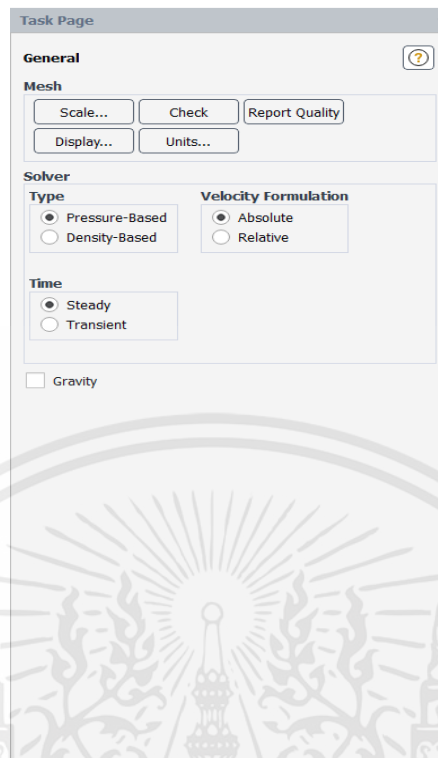 Task Page
General
?
Mesh
Scale... Check Report Quality
Display... Units...
Solver
Type Velocity Formulation
Pressure-Based Absolute
Density-Based Relative
Time
Steady
Transient
Gravity